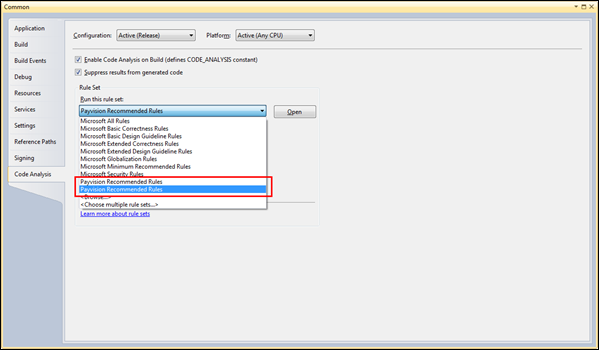 Common
Application
Build
Build Events
Debug
Resources
Services
Settings
Reference Paths
Signing
Code Analysis
Configuration: Active (Release) Platform: Active (Any CPU)
Enable Code Analysis on Build (defines CODE_ANALYSIS constant)
Suppress results from generated code
Rule Set
Run this rule set:
Payvision Recommended Rules Open
Microsoft All Rules
Microsoft Basic Correctness Rules
Microsoft Basic Design Guideline Rules
Microsoft Extended Correctness Rules
Microsoft Extended Design Guideline Rules
Microsoft Globalization Rules
Microsoft Minimum Recommended Rules
Microsoft Security Rules
Payvision Recommended Rules
Payvision Recommended Rules
<Browse...>
<Choose multiple rule sets...>
Learn more about rule sets